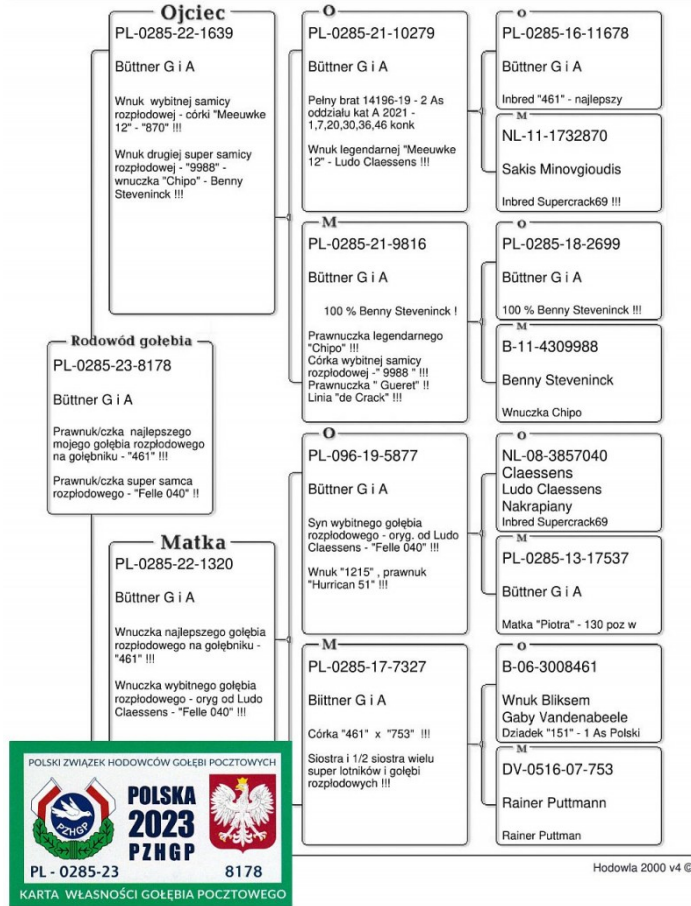 Rodowód gołębia
PL-0285-23-8178
Büttner G i A
Prawnuk/czka najlepszego
mojego gołębia rozpłodowego
na gołębniku - "461" !!!
Prawnuk/czka super samca
rozpłodowego - "Felle 040" !!
Ojciec
PL-0285-22-1639
Büttner G i A
Wnuk wybitnej samicy
rozpłodowej - córki "Meeuwke
12" - "870" !!!
Wnuk drugiej super samicy
rozpłodowej - "9988" -
wnuczka "Chipo" - Benny
Steveninck !!!
Matka
PL-0285-22-1320
Büttner G i A
Wnuczka najlepszego gołębia
rozpłodowego na gołębniku -
"461" !!!
Wnuczka wybitnego gołębia
rozpłodowego - oryg od Ludo
Claessens - "Felle 040" !!!
O
PL-0285-21-10279
Büttner G i A
Pełny brat 14196-19 - 2 As
oddziału kat A 2021 -
1,7,20,30,36,46 konk
Wnuk legendarnej "Meeuwke
12" - Ludo Claessens !!!
M
PL-0285-21-9816
Büttner G i A
100 % Benny Steveninck !
Prawnuczka legendarnego
"Chipo" !!!
Córka wybitnej samicy
rozpłodowej -" 9988 " !!!
Prawnuczka " Gueret" !!
Linia "de Crack" !!!
O
PL-096-19-5877
Büttner G i A
Syn wybitnego gołębia
rozpłodowego - oryg. od Ludo
Claessens - "Felle 040" !!!
Wnuk "1215" , prawnuk
"Hurrican 51" !!!
M
PL-0285-17-7327
Biittner G i A
Córka "461" x "753" !!!
Siostra i 1/2 siostra wielu
super lotników i gołębi
rozpłodowych !!!
O
PL-0285-16-11678
Büttner G i A
Inbred "461" - najlepszy
M
NL-11-1732870
Sakis Minovgioudis
Inbred Supercrack69 !!!
O
PL-0285-18-2699
Büttner G i A
100 % Benny Steveninck !!!
M
B-11-4309988
Benny Steveninck
Wnuczka Chipo
O
NL-08-3857040
Claessens
Ludo Claessens
Nakrapiany
Inbred Supercrack69
M
PL-0285-13-17537
Büttner G i A
Matka "Piotra" - 130 poz w
O
B-06-3008461
Wnuk Bliksem
Gaby Vandenabeele
Dziadek "151" - 1 As Polski
M
DV-0516-07-753
Rainer Puttmann
Rainer Puttman
POLSKI ZWIĄZEK HODOWCÓW GOŁĘBI POCZTOWYCH
PZHGP
POLSKA
2023
PZHGP
PL - 0285-23 8178
KARTA WŁASNOŚCI GOŁĘBIA POCZTOWEGO
Hodowla 2000 v4 ©